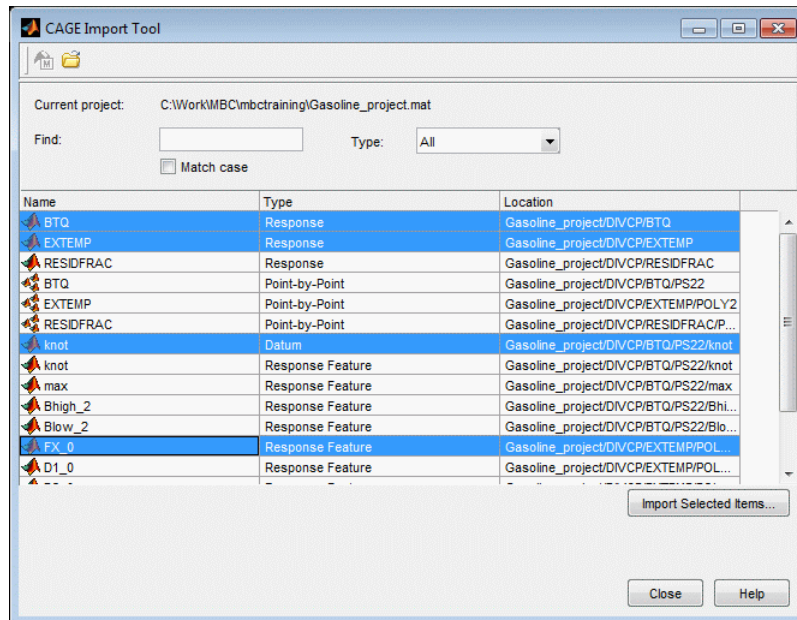 CAGE Import Tool
Current project: C:\Work\MBC\mbctraining\Gasoline_project.mat
Find: Type: All
Match case
Name Type Location
BTQ Response Gasoline_project/DIVCP/BTQ
EXTEMP Response Gasoline_project/DIVCP/EXTEMP
RESIDFRAC Response Gasoline_project/DIVCP/RESIDFRAC
BTQ Point-by-Point Gasoline_project/DIVCP/BTQ/PS22
EXTEMP Point-by-Point Gasoline_project/DIVCP/EXTEMP/POLY2
RESIDFRAC Point-by-Point Gasoline_project/DIVCP/RESIDFRAC/P...
knot Datum Gasoline_project/DIVCP/BTQ/PS22/knot
knot Response Feature Gasoline_project/DIVCP/BTQ/PS22/knot
max Response Feature Gasoline_project/DIVCP/BTQ/PS22/max
Bhigh_2 Response Feature Gasoline_project/DIVCP/BTQ/PS22/Bhi...
Blow_2 Response Feature Gasoline_project/DIVCP/BTQ/PS22/Blo...
FX_0 Response Feature Gasoline_project/DIVCP/EXTEMP/POL...
D1_0 Response Feature Gasoline_project/DIVCP/EXTEMP/POL...
Import Selected Items...
Close Help